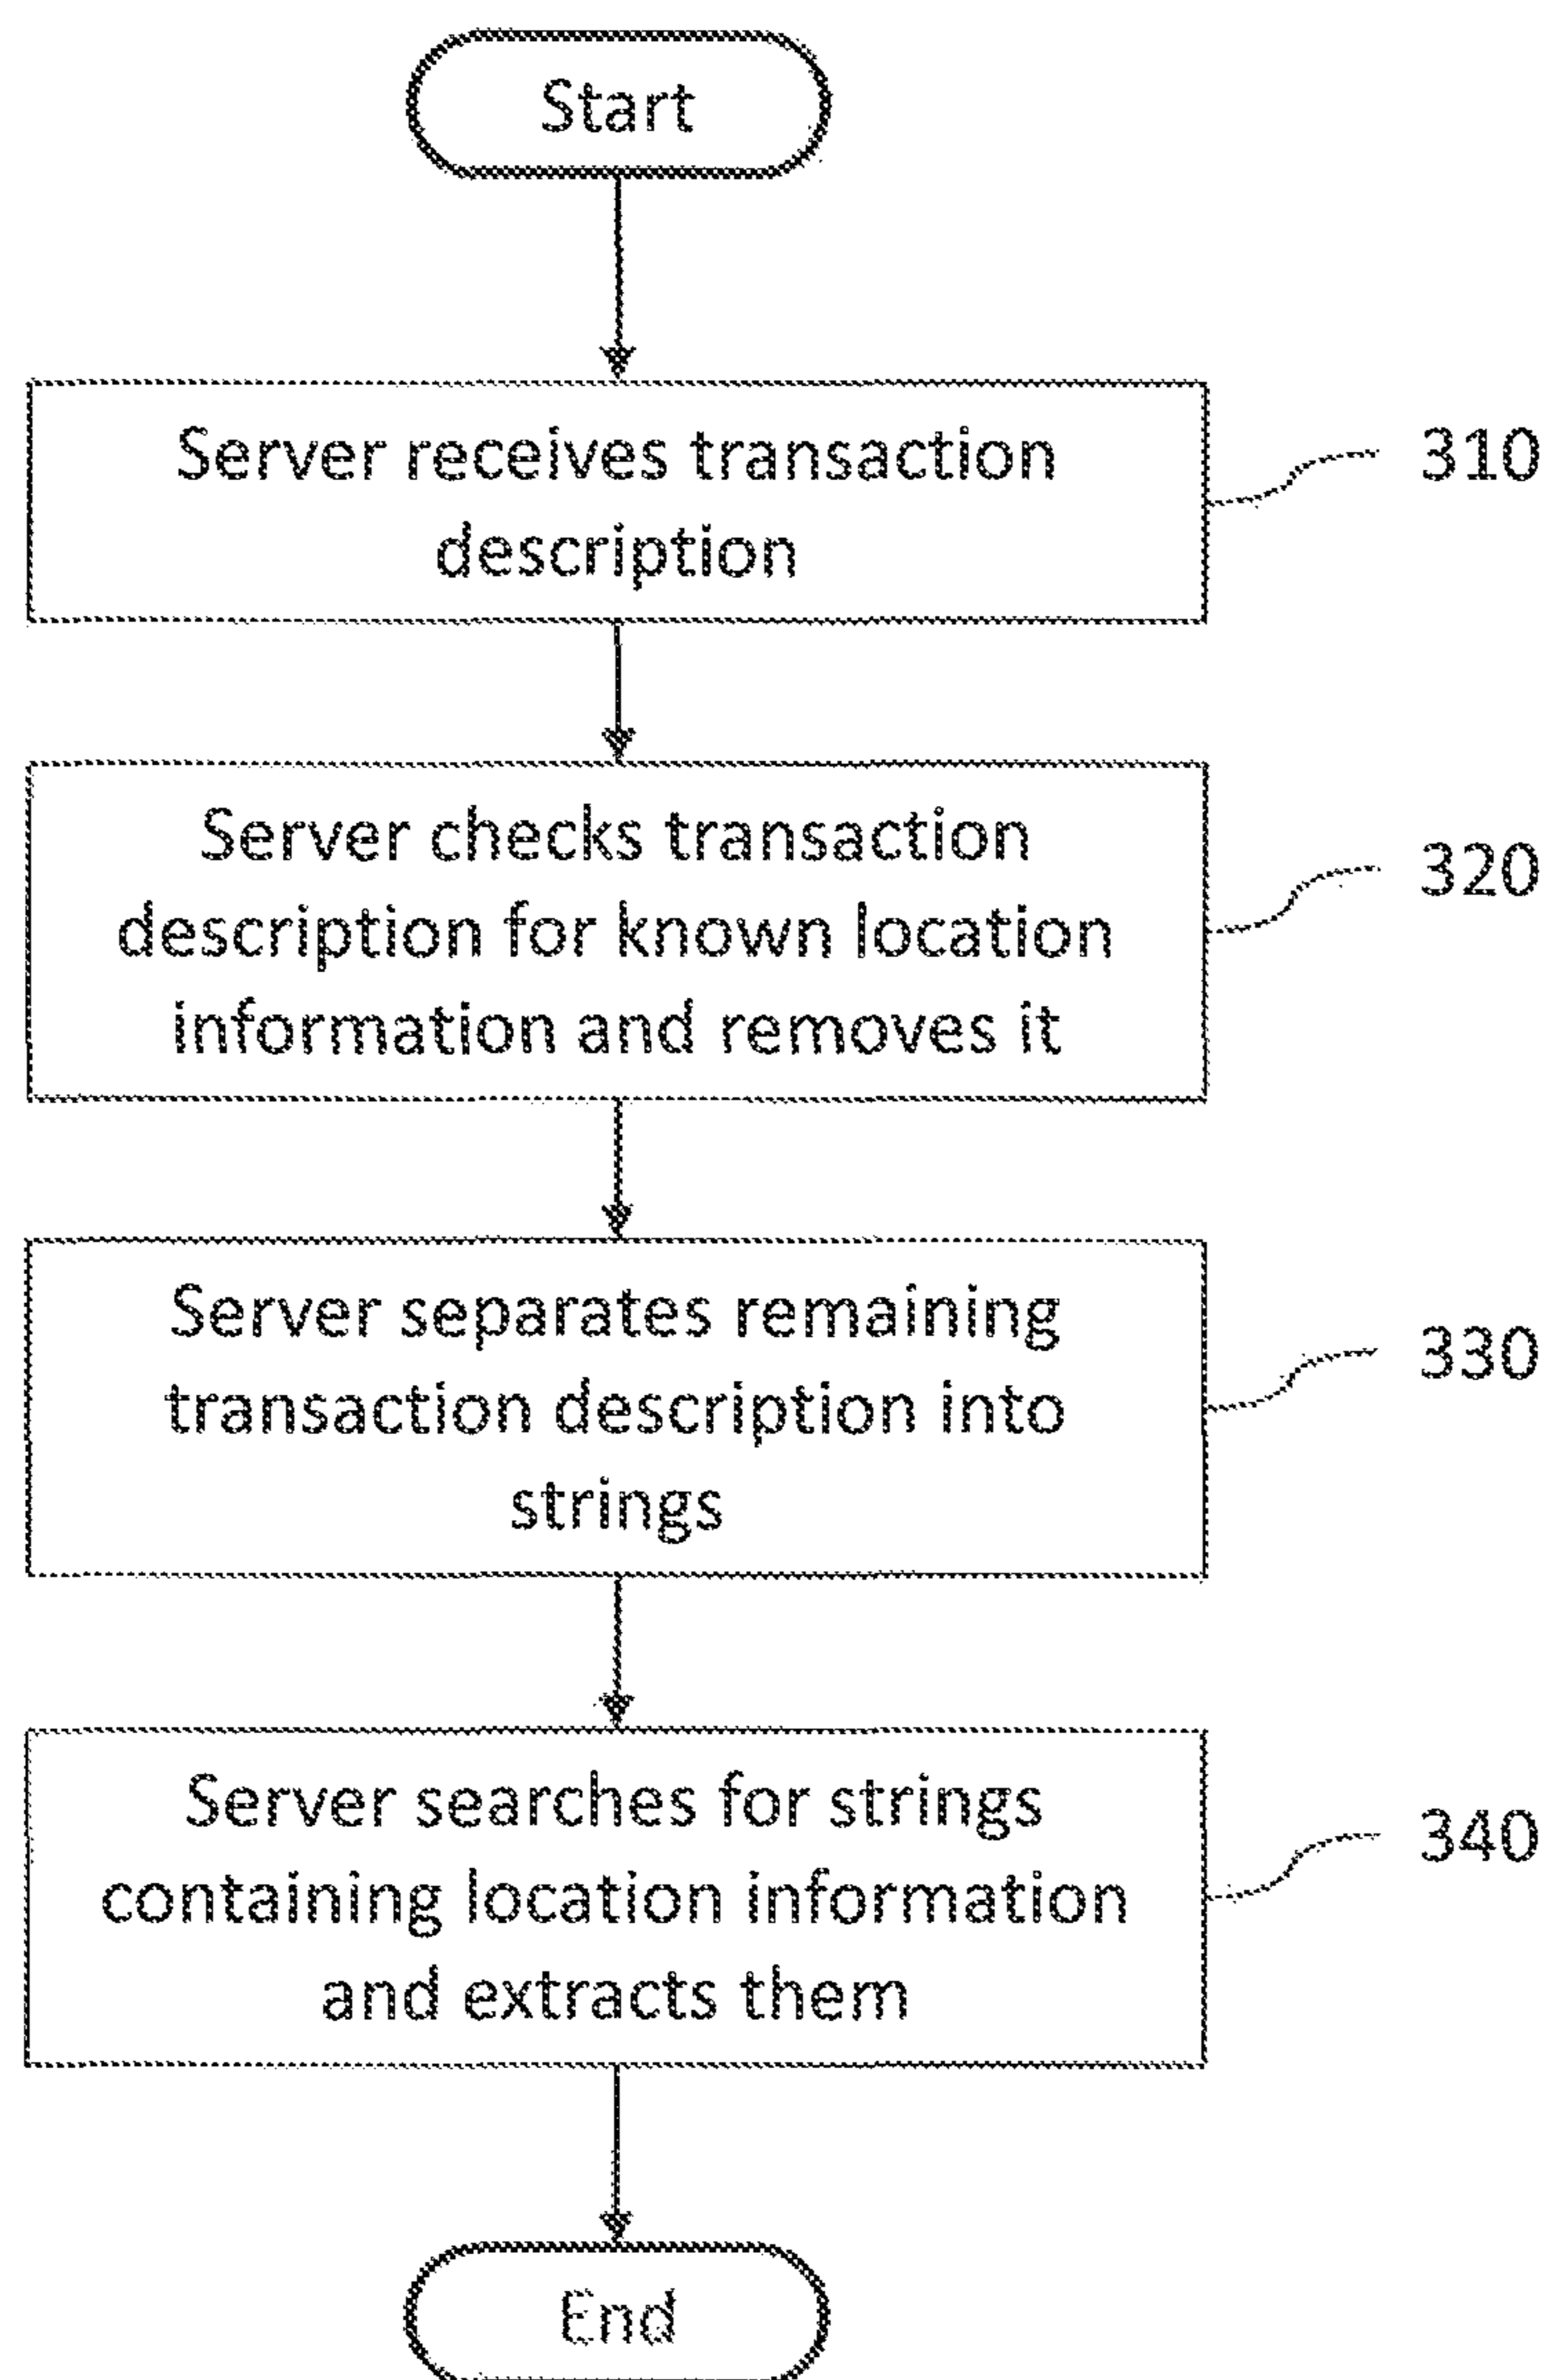 Start
Server receives transaction
description
310
Server checks transaction
description for known location
information and removes it
320
Server separates remaining
transaction description into
strings
330
Server searches for strings
containing location information
and extracts them
340
End